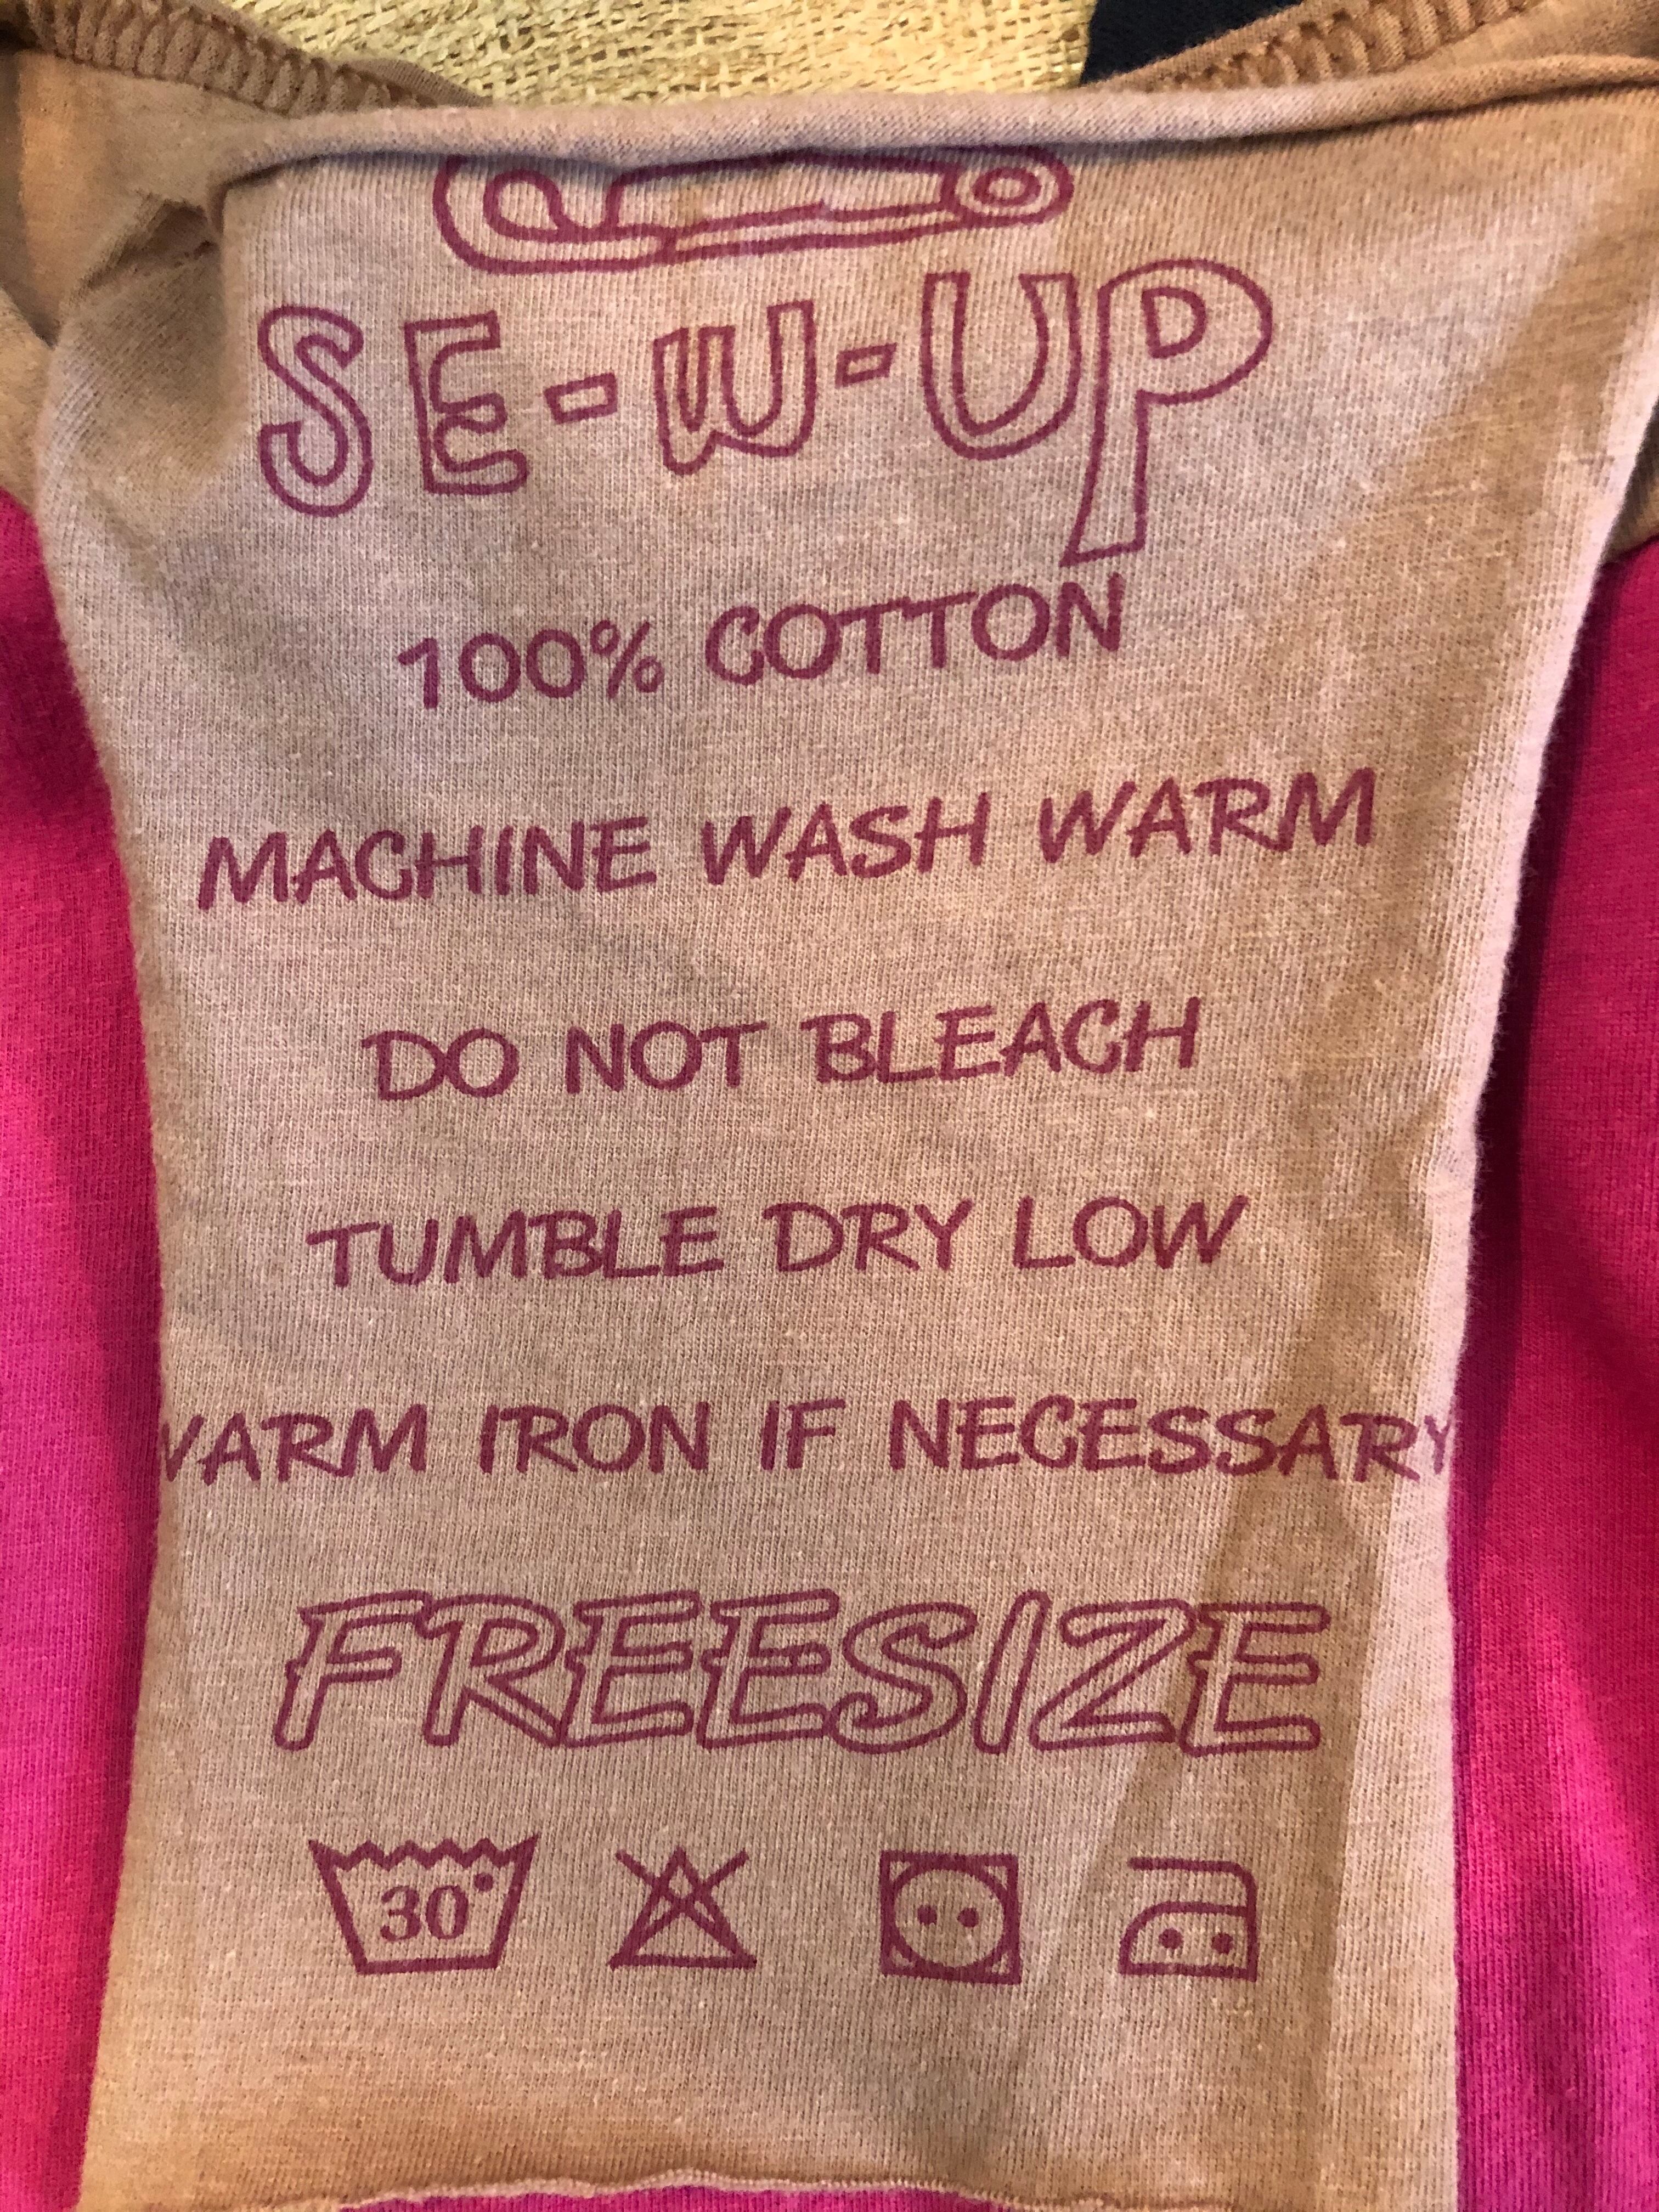 SE-W-UP
100% COTTON
MACHINE WASH WARM
DO NOT BLEACH
TUMBLE DRY LOW
WARM IRON IF NECESSARY
FREESIZE
30°